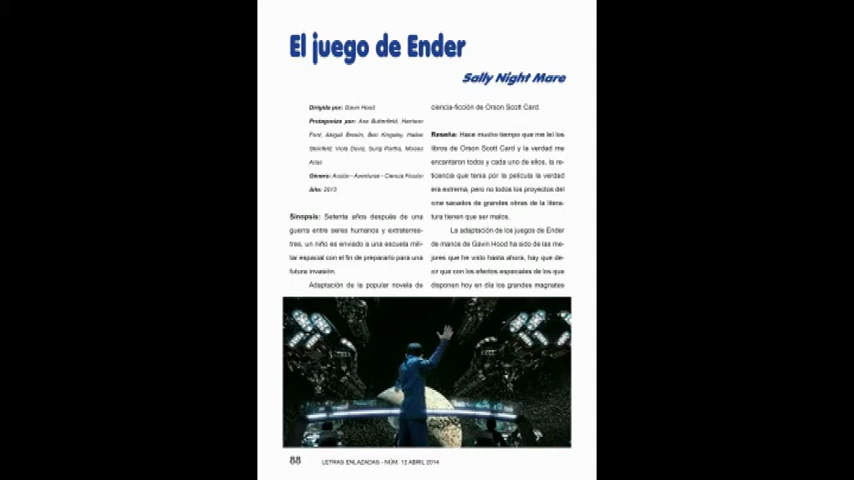 El juego de Ender
Sally Night Mare
Dirigida por: Gavin Hood
Protagoniza por: Asa Butterfield, Harrison
Ford, Abigail Breslin, Ben Kingsley, Hailee
Steinfeld, Viola Davis, Suraj Partha, Moises
Arias
Género: Acción - Aventuras - Ciencia Ficción
Año: 2013
Sinopsis: Setenta años después de una
guerra entre seres humanos y extraterres-
tres, un niño es enviado a una escuela mili-
tar espacial con el fin de prepararlo para una
futura invasión.
Adaptación de la popular novela de
ciencia-ficción de Orson Scott Card.
Reseña: Hace mucho tiempo que me leí los
libros de Orson Scott Card y la verdad me
encantaron todos y cada uno de ellos, la re-
ticencia que tenía por la película la verdad
era extrema, pero no todos los proyectos del
cine sacados de grandes obras de la litera-
tura tienen que ser malos.
La adaptación de los juegos de Ender
de manos de Gavin Hood ha sido de las me-
jores que he visto hasta ahora, hay que de-
cir que con los efectos especiales de los que
disponen hoy en día los grandes magnates
88 LETRAS ENLAZADAS - NÚM. 12 ABRIL 2014